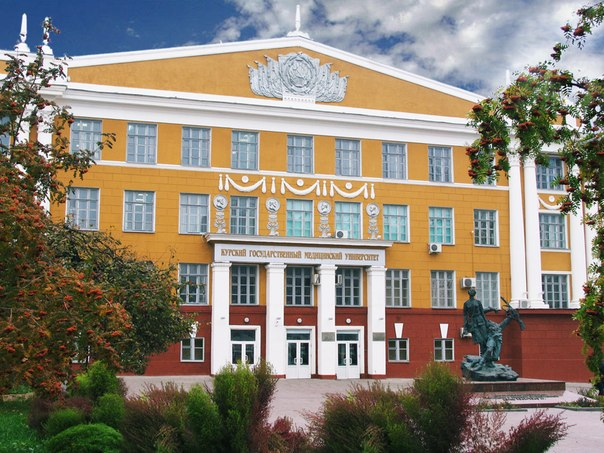 КУРСКИЙ ГОСУДАРСТВЕННЫЙ МЕДИЦИНСКИЙ УНИВЕРСИТЕТ